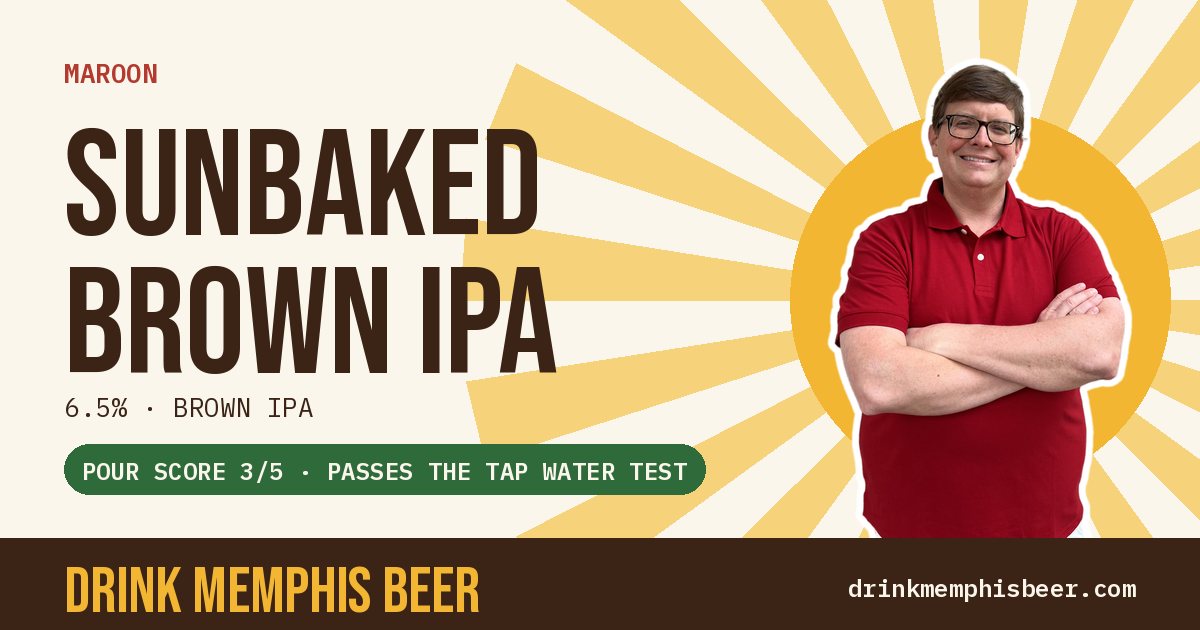 MAROON
SUNBAKED
BROWN IPA
6.5% · BROWN IPA
POUR SCORE 3/5 · PASSES THE TAP WATER TEST
DRINK MEMPHIS BEER
drinkmemphisbeer.com